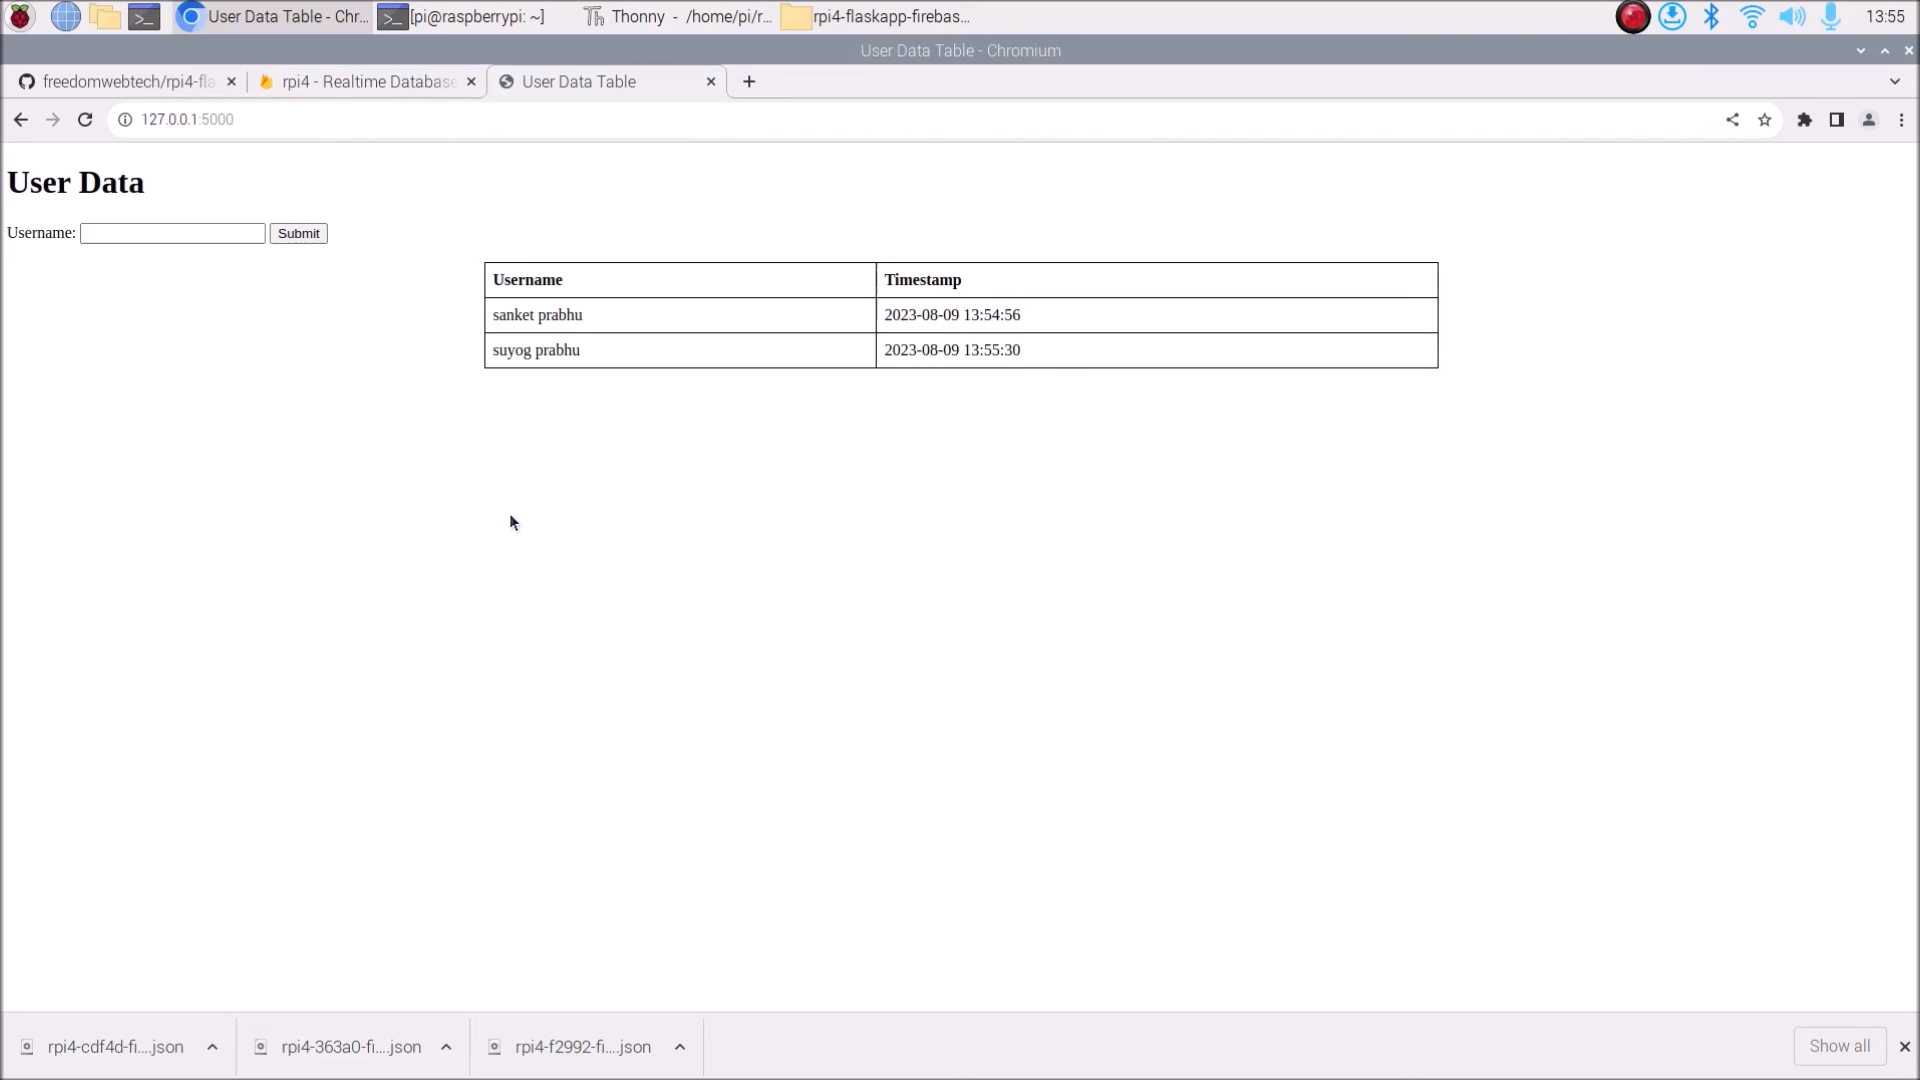 User Data Table - Chr...
[pi@raspberrypi: ~]
Thonny - /home/pi/r...
rpi4-flaskapp-firebas...
13:55
User Data Table - Chromium
freedomwebtech/rpi4-fla
rpi4 - Realtime Database
User Data Table
127.0.0.1:5000
User Data
Username:
Submit
Username Timestamp
sanket prabhu 2023-08-09 13:54:56
suyog prabhu 2023-08-09 13:55:30
rpi4-cdf4d-fi....json
rpi4-363a0-fi....json
rpi4-f2992-fi....json
Show all